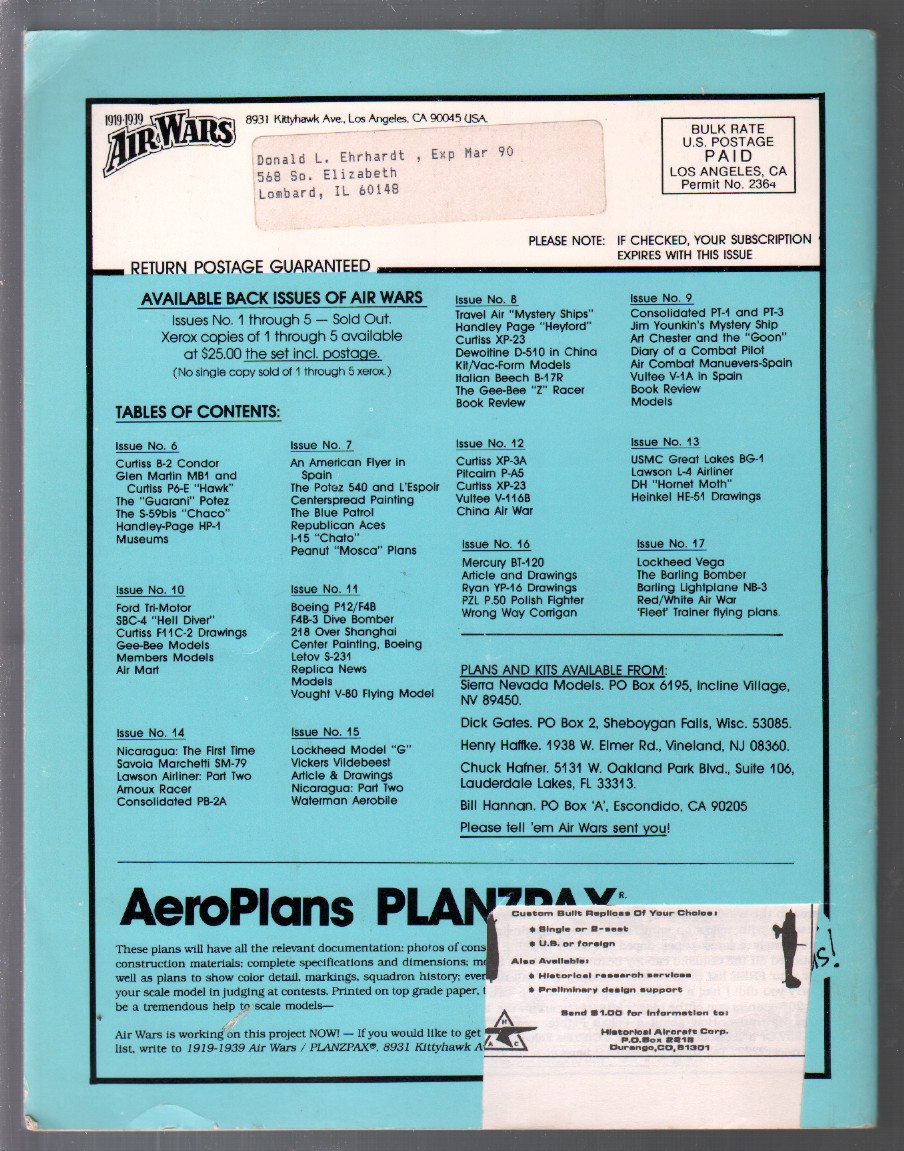 1919-1939
AIR WARS
8931 Kittyhawk Ave., Los Angeles, CA 90045 USA.
Donald L. Ehrhardt , Exp Mar 90
568 So. Elizabeth
Lombard, IL 60148
BULK RATE
U.S. POSTAGE
PAID
LOS ANGELES, CA
Permit No. 2364
PLEASE NOTE: IF CHECKED, YOUR SUBSCRIPTION
EXPIRES WITH THIS ISSUE
RETURN POSTAGE GUARANTEED
AVAILABLE BACK ISSUES OF AIR WARS
Issues No. 1 through 5 — Sold Out.
Xerox copies of 1 through 5 available
at $25.00 the set incl. postage.
(No single copy sold of 1 through 5 xerox.)
TABLES OF CONTENTS:
Issue No. 6
Curtiss B-2 Condor
Glen Martin MB1 and
Curtiss P6-E "Hawk"
The "Guarani" Potez
The S-59bis "Chaco"
Handley-Page HP-1
Museums
Issue No. 7
An American Flyer in
Spain
The Potez 540 and L'Espoir
Centerspread Painting
The Blue Patrol
Republican Aces
I-15 "Chato"
Peanut "Mosca" Plans
Issue No. 8
Travel Air "Mystery Ships"
Handley Page "Heyford"
Curtiss XP-23
Dewoitine D-510 in China
Kit/Vac-Form Models
Italian Beech B-17R
The Gee-Bee "Z" Racer
Book Review
Issue No. 9
Consolidated PT-1 and PT-3
Jim Younkin's Mystery Ship
Art Chester and the "Goon"
Diary of a Combat Pilot
Air Combat Manuevers-Spain
Vultee V-1A in Spain
Book Review
Models
Issue No. 10
Ford Tri-Motor
SBC-4 "Hell Diver"
Curtiss F11C-2 Drawings
Gee-Bee Models
Members Models
Air Mart
Issue No. 11
Boeing P12/F4B
F4B-3 Dive Bomber
218 Over Shanghai
Center Painting, Boeing
Letov S-231
Replica News
Models
Vought V-80 Flying Model
Issue No. 12
Curtiss XP-3A
Pitcairn P-A5
Curtiss XP-23
Vultee V-116B
China Air War
Issue No. 13
USMC Great Lakes BG-1
Lawson L-4 Airliner
DH "Hornet Moth"
Heinkel HE-51 Drawings
Issue No. 14
Nicaragua: The First Time
Savoia Marchetti SM-79
Lawson Airliner: Part Two
Arnoux Racer
Consolidated PB-2A
Issue No. 15
Lockheed Model "G"
Vickers Vildebeest
Article & Drawings
Nicaragua: Part Two
Waterman Aerobile
Issue No. 16
Mercury BT-120
Article and Drawings
Ryan YP-16 Drawings
PZL P.50 Polish Fighter
Wrong Way Corrigan
Issue No. 17
Lockheed Vega
The Barling Bomber
Barling Lightplane NB-3
Red/White Air War
'Fleet' Trainer flying plans.
PLANS AND KITS AVAILABLE FROM:
Sierra Nevada Models. PO Box 6195, Incline Village,
NV 89450.
Dick Gates. PO Box 2, Sheboygan Falls, Wisc. 53085.
Henry Haffke. 1938 W. Elmer Rd., Vineland, NJ 08360.
Chuck Hafner. 5131 W. Oakland Park Blvd., Suite 106,
Lauderdale Lakes, FL 33313.
Bill Hannan. PO Box 'A', Escondido, CA 90205
Please tell 'em Air Wars sent you!
AeroPlans PLANZPAX R.
These plans will have all the relevant documentation: photos of cons
construction materials: complete specifications and dimensions; mo
well as plans to show color detail, markings, squadron history; ever
your scale model in judging at contests. Printed on top grade paper, t
be a tremendous help to scale models—
Air Wars is working on this project NOW! — If you would like to get
list, write to 1919-1939 Air Wars / PLANZPAX®, 8931 Kittyhawk A
Custom Built Replicas Of Your Choice:
Single or 2-seat
U.S. or foreign
Also Available:
Historical research services
Preliminary design support
Send $1.00 for information to:
Historical Aircraft Corp.
P.O.Box 2218
Durango,CO,81301
H
A C
us!